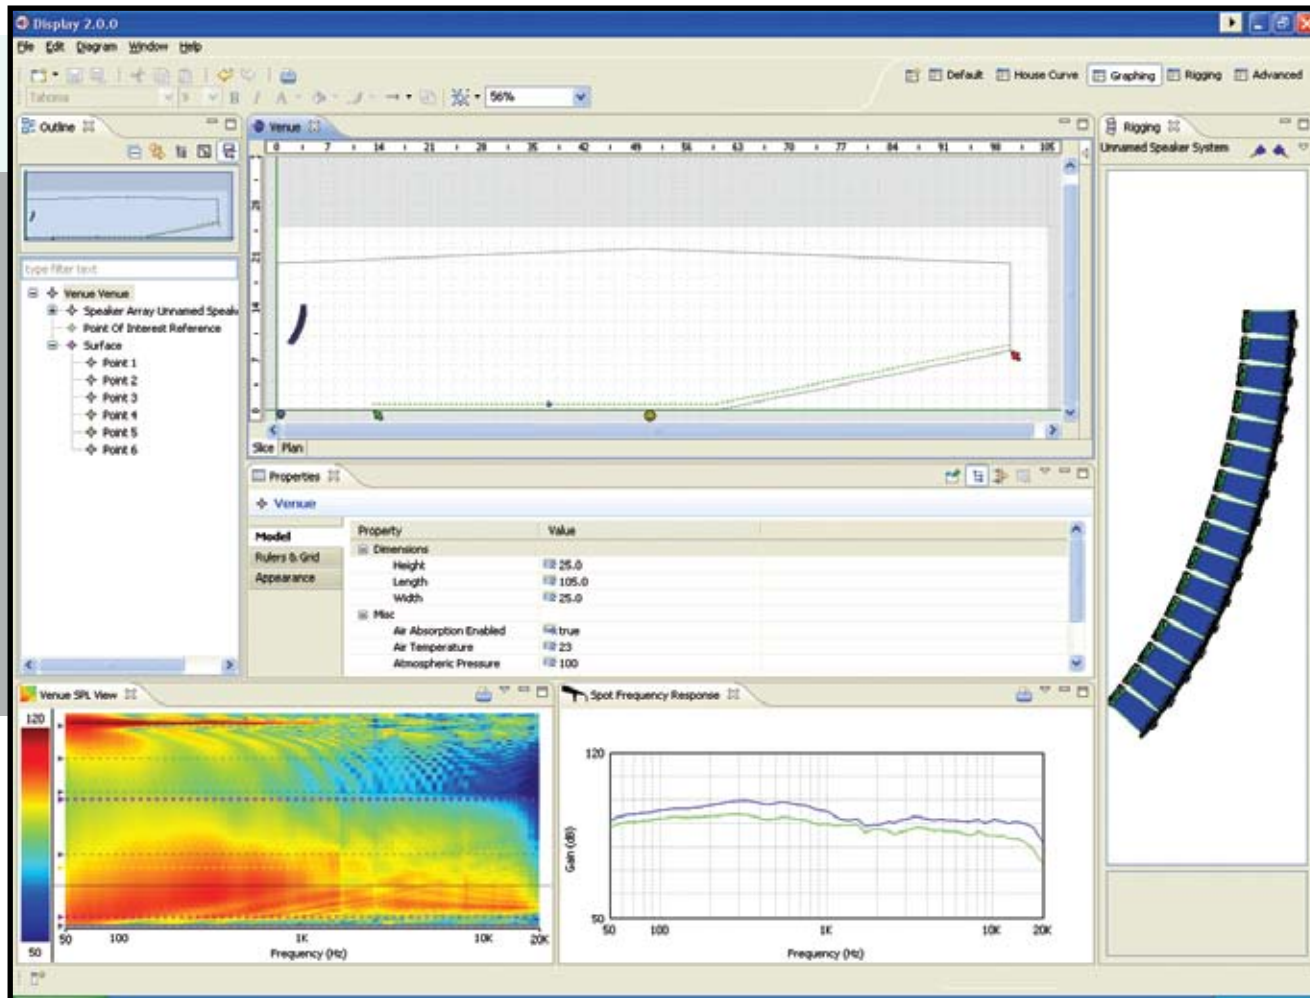 Display 2.0.0
File Edit Diagram Window Help
Default House Curve Graphing Rigging Advanced
Tahoma 9 B I A 56%
Outline
Venue
Rigging
Unnamed Speaker System
0 7 14 21 28 35 42 49 56 63 70 77 84 91 98 105
28
21
14
7
0
type filter text
Venue Venue
Speaker Array Unnamed Speak
Point Of Interest Reference
Surface
Point 1
Point 2
Point 3
Point 4
Point 5
Point 6
Slice Plan
Properties
Venue
Model
Rulers & Grid
Appearance
Property Value
Dimensions
Height 25.0
Length 105.0
Width 25.0
Misc
Air Absorption Enabled true
Air Temperature 23
Atmospheric Pressure 100
Venue SPL View
120
50
50 100 1K 10K 20K
Frequency (Hz)
Spot Frequency Response
120
Gain (dB)
50
50 100 1K 10K 20K
Frequency (Hz)